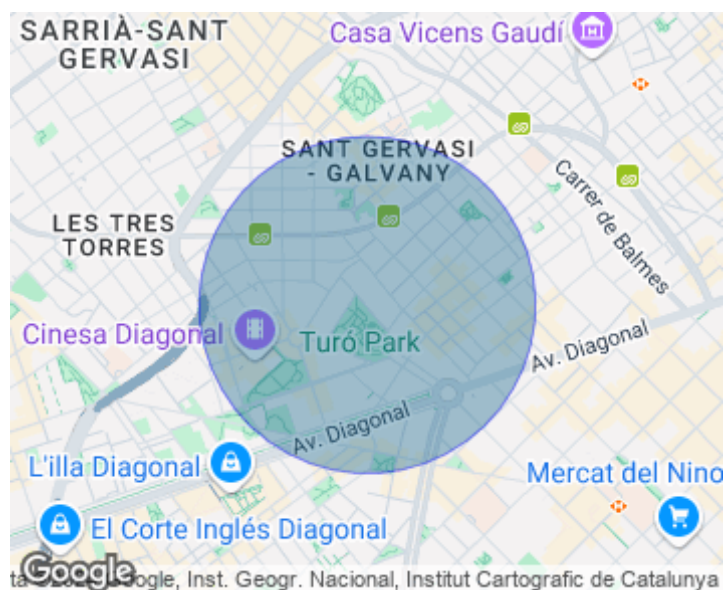 SARRIÀ-SANT
GERVASI
Casa Vicens Gaudí
SANT GERVASI
- GALVANY
Carrer de Balmes
LES TRES
TORRES
Cinesa Diagonal
Turó Park
Av. Diagonal
Av. Diagonal
L'illa Diagonal
Mercat del Nino
El Corte Inglés Diagonal
Google
Google, Inst. Geogr. Nacional, Institut Cartografic de Catalunya